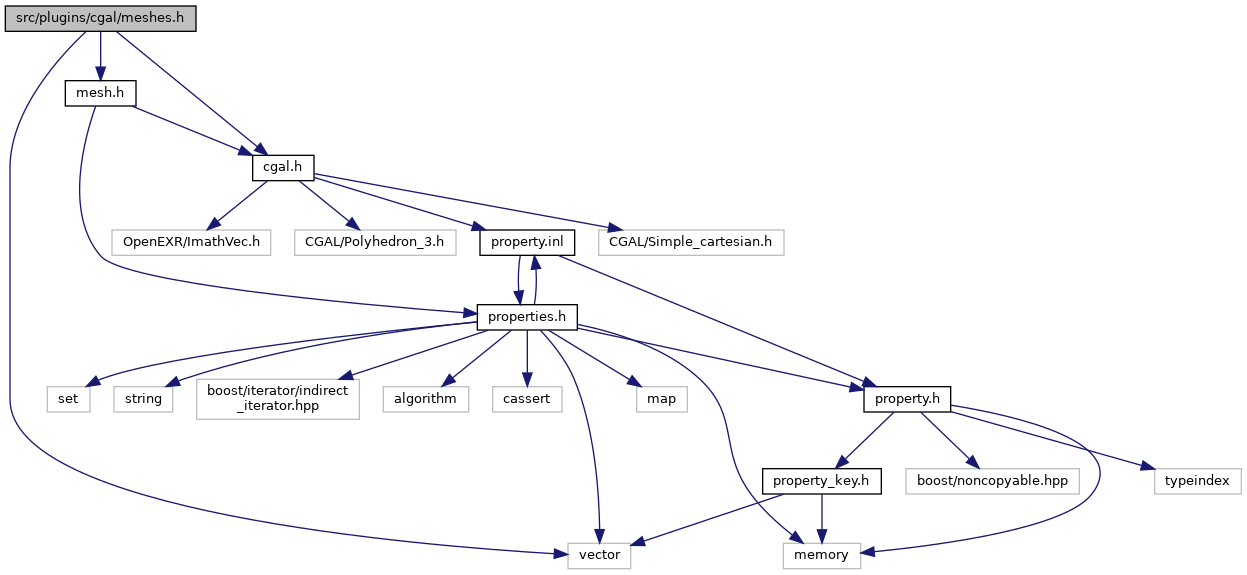 src/plugins/cgal/meshes.h
mesh.h
cgal.h
OpenEXR/ImathVec.h
CGAL/Polyhedron_3.h
property.inl
CGAL/Simple_cartesian.h
properties.h
set
string
boost/iterator/indirect
_iterator.hpp
algorithm
cassert
map
property.h
property_key.h
boost/noncopyable.hpp
typeindex
vector
memory